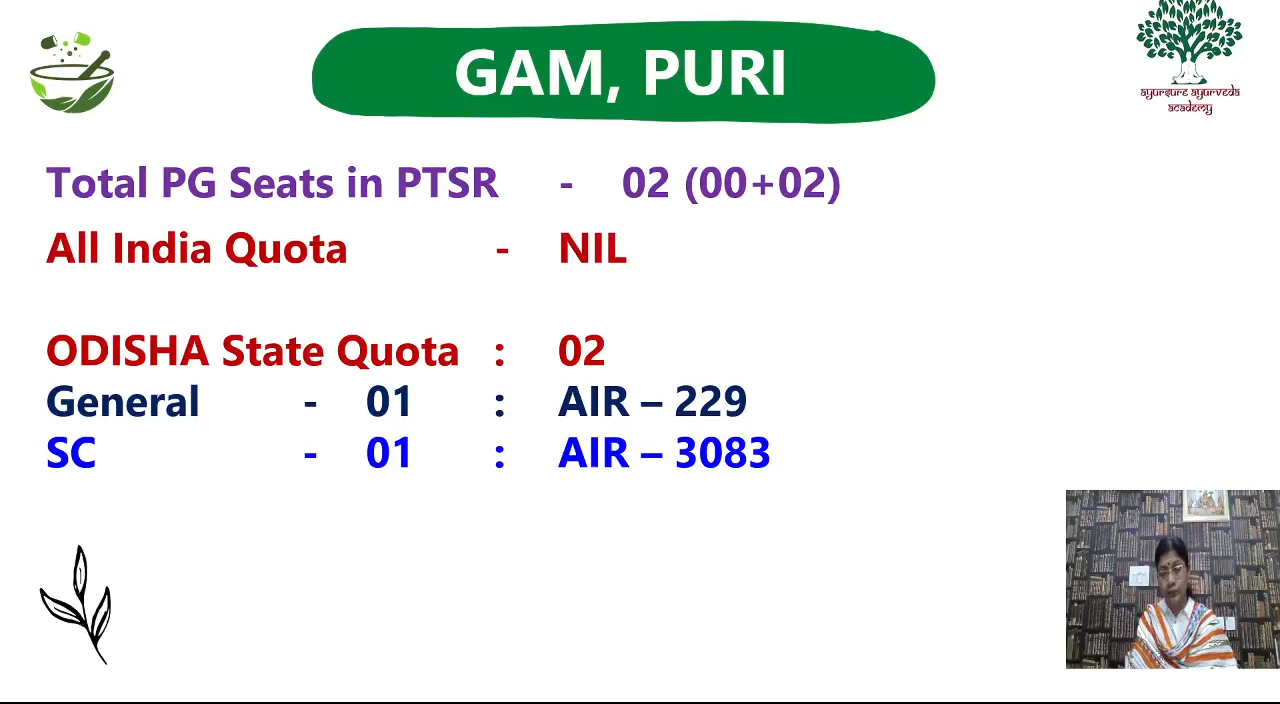 GAM, PURI
ayursure ayurveda
academy
Total PG Seats in PTSR - 02 (00+02)
All India Quota - NIL
ODISHA State Quota : 02
General - 01 : AIR – 229
SC - 01 : AIR – 3083